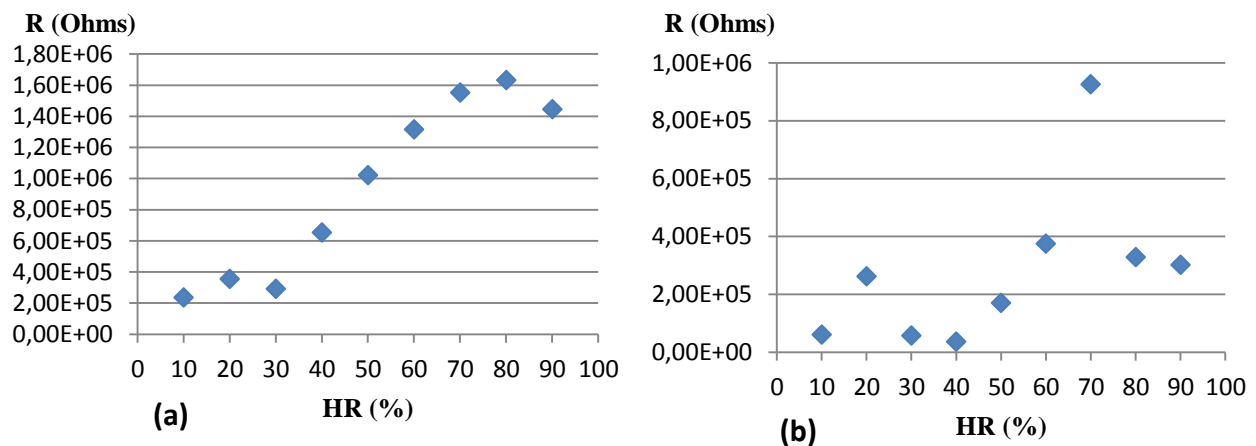 R (Ohms)
1,80E+06
1,60E+06
1,40E+06
1,20E+06
1,00E+06
8,00E+05
6,00E+05
4,00E+05
2,00E+05
0,00E+00
0 10 20 30 40 50 60 70 80 90 100
(a) HR (%)
R (Ohms)
1,00E+06
8,00E+05
6,00E+05
4,00E+05
2,00E+05
0,00E+00
0 10 20 30 40 50 60 70 80 90 100
(b) HR (%)